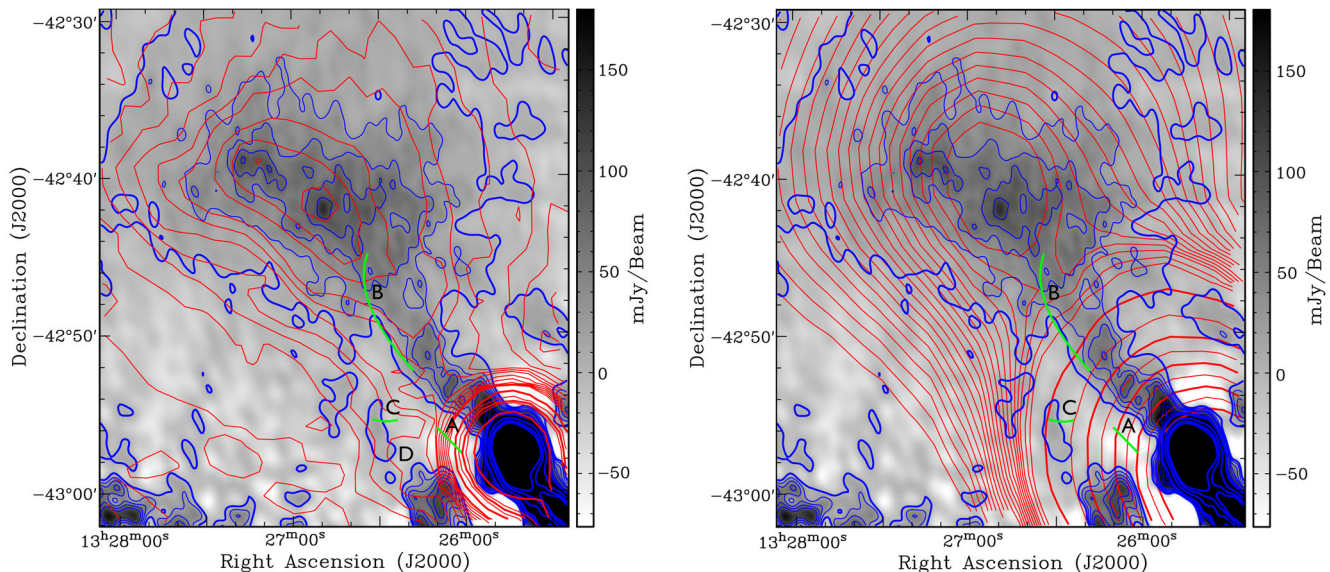 −42°30′
−42°40′
−42°50′
−43°00′
Declination (J2000)
13ʰ28ᵐ00ˢ
27ᵐ00ˢ
26ᵐ00ˢ
Right Ascension (J2000)
B
C
A
D
150
100
50
0
−50
mJy/Beam
−42°30′
−42°40′
−42°50′
−43°00′
Declination (J2000)
13ʰ28ᵐ00ˢ
27ᵐ00ˢ
26ᵐ00ˢ
Right Ascension (J2000)
B
C
A
150
100
50
0
−50
mJy/Beam